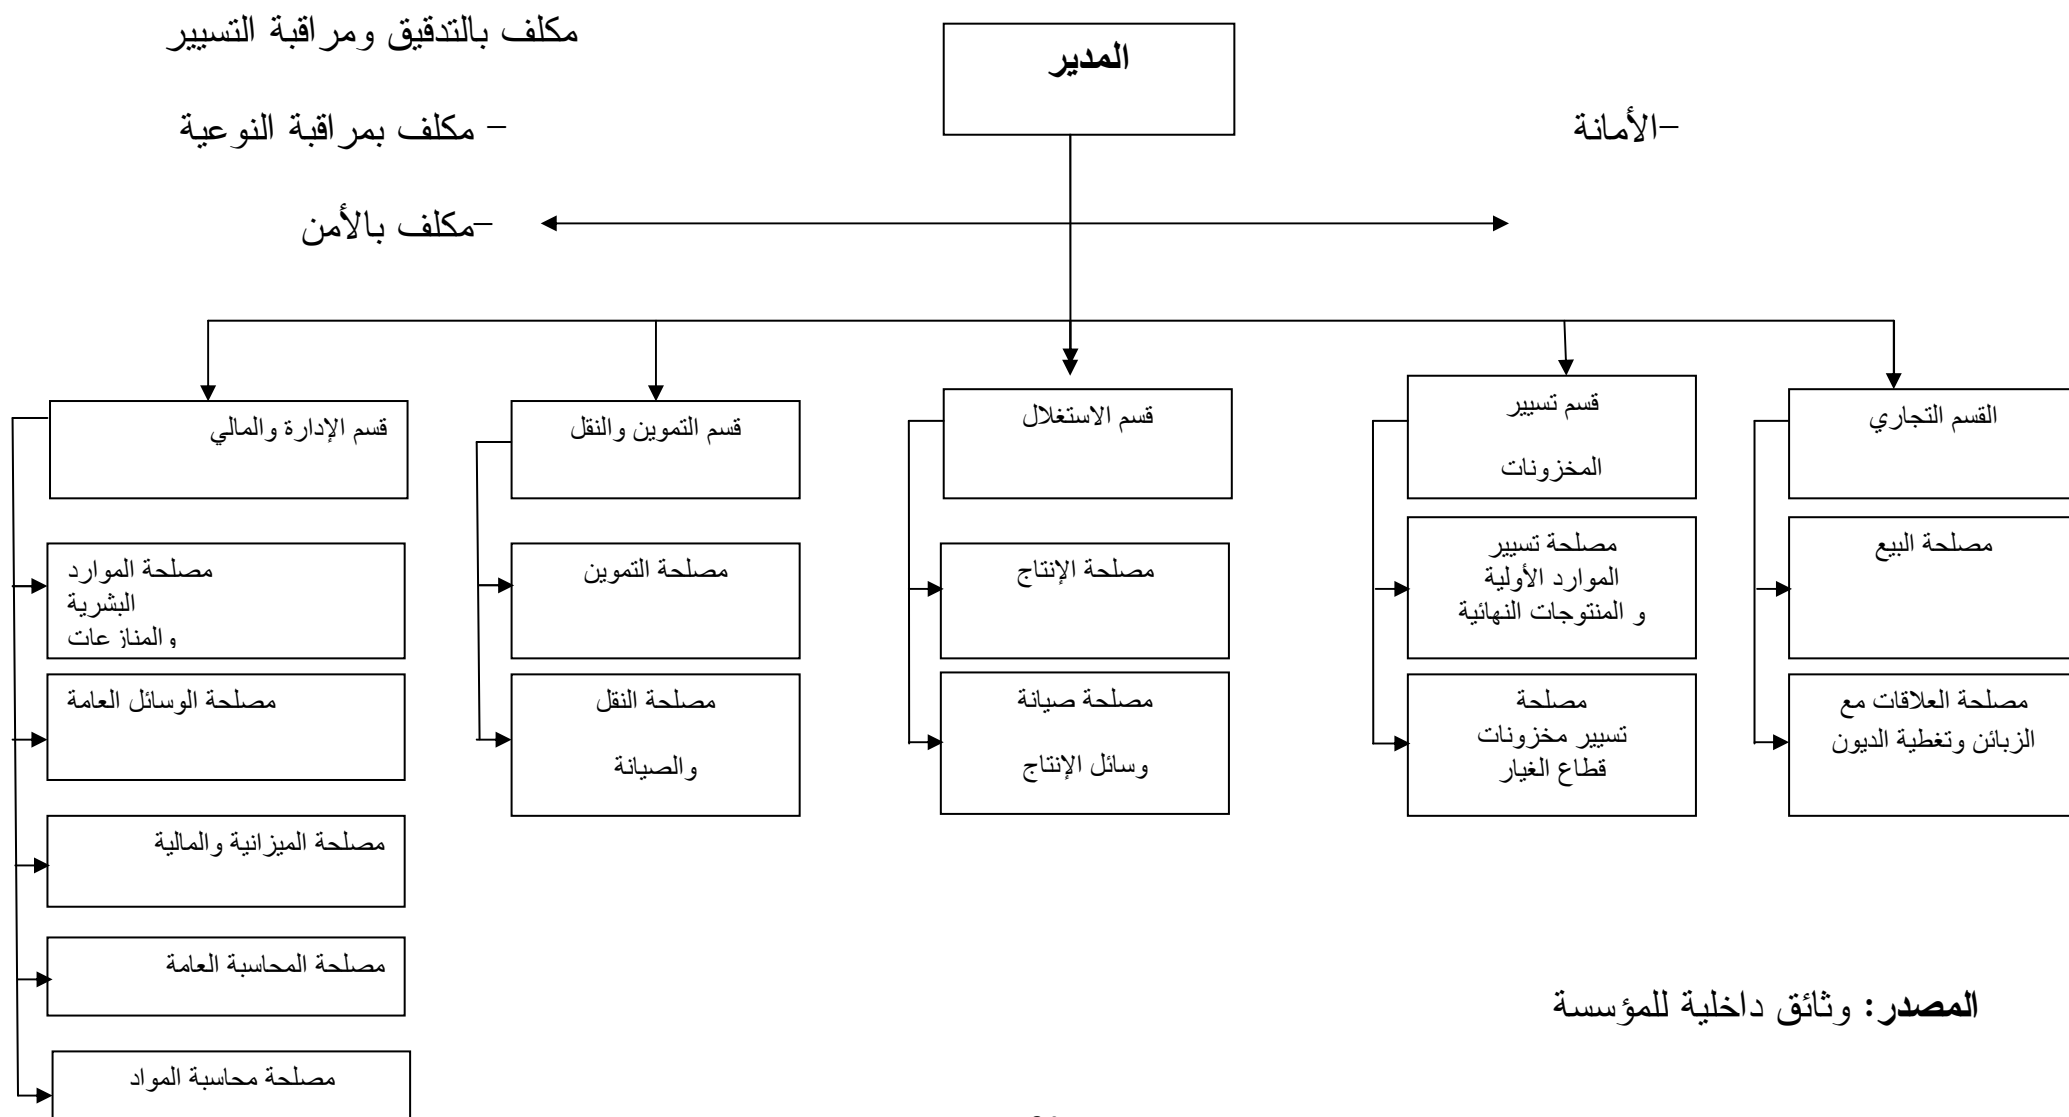 المدير
مكلف بالتدقيق ومراقبة التسيير
-الأمانة
- مكلف بمراقبة النوعية
-مكلف بالأمن
القسم التجاري
مصلحة البيع
مصلحة العلاقات مع
الزبائن وتغطية الديون
قسم تسيير
المخزونات
مصلحة تسيير
الموارد الأولية
و المنتوجات النهائية
مصلحة
تسيير مخزونات
قطاع الغيار
قسم الاستغلال
مصلحة الإنتاج
مصلحة صيانة
وسائل الإنتاج
قسم التموين والنقل
مصلحة التموين
مصلحة النقل
والصيانة
قسم الإدارة والمالي
مصلحة الموارد
البشرية
والمنازعات
مصلحة الوسائل العامة
مصلحة الميزانية والمالية
مصلحة المحاسبة العامة
مصلحة محاسبة المواد
المصدر: وثائق داخلية للمؤسسة